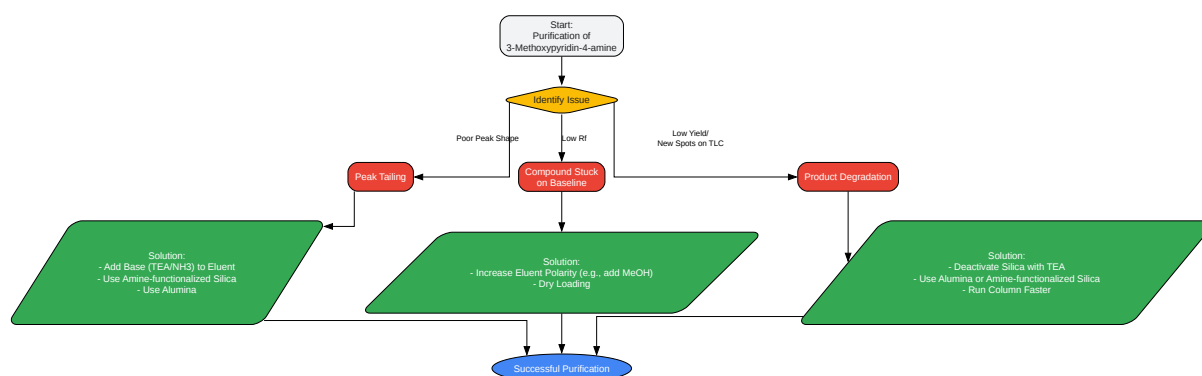 Start:
Purification of
3-Methoxypyridin-4-amine
Identify Issue
Poor Peak Shape
Low Rf
Low Yield/
New Spots on TLC
Peak Tailing
Compound Stuck
on Baseline
Product Degradation
Solution:
- Add Base (TEA/NH3) to Eluent
- Use Amine-functionalized Silica
- Use Alumina
Solution:
- Increase Eluent Polarity (e.g., add MeOH)
- Dry Loading
Solution:
- Deactivate Silica with TEA
- Use Alumina or Amine-functionalized Silica
- Run Column Faster
Successful Purification